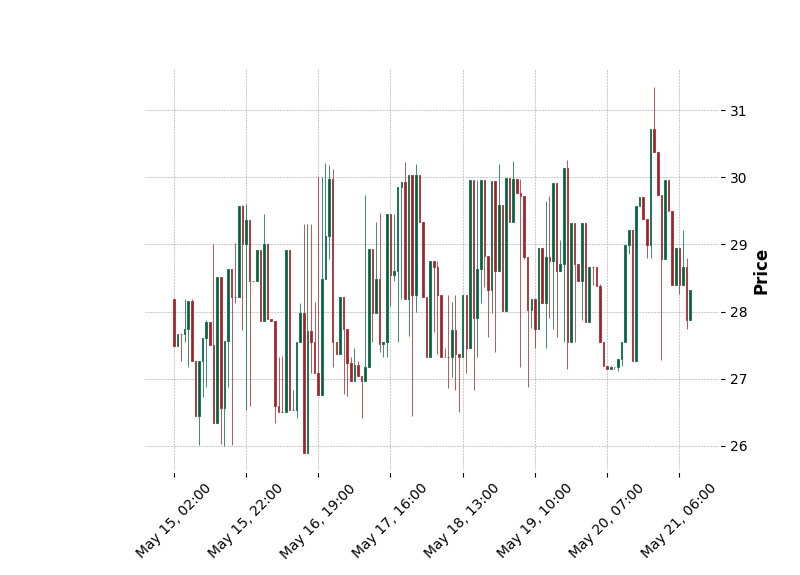 31
30
29
28
27
26
Price
May 15, 02:00
May 15, 22:00
May 16, 19:00
May 17, 16:00
May 18, 13:00
May 19, 10:00
May 20, 07:00
May 21, 06:00